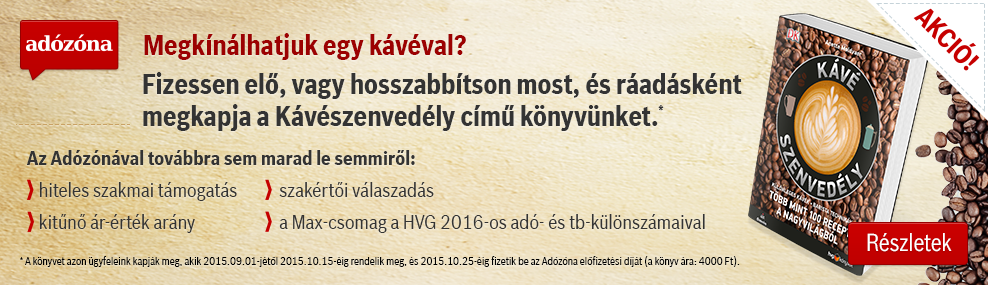 adózóna
Megkínálhatjuk egy kávéval?
AKCIÓ!
Fizessen elő, vagy hosszabbítson most, és ráadásként
megkapja a Kávészenvedély című könyvünket.*
Az Adózónával továbbra sem marad le semmiről:
hiteles szakmai támogatás
szakértői válaszadás
kitűnő ár-érték arány
a Max-csomag a HVG 2016-os adó- és tb-különszámaival
* A könyvet azon ügyfeleink kapják meg, akik 2015.09.01-jétől 2015.10.15-éig rendelik meg, és 2015.10.25-éig fizetik be az Adózóna előfizetési díját (a könyv ára: 4000 Ft).
DK
KÁVÉ
SZENVEDÉLY
TÖBB MINT 100 RECEPT
A NAGYVILÁGBÓL
Részletek